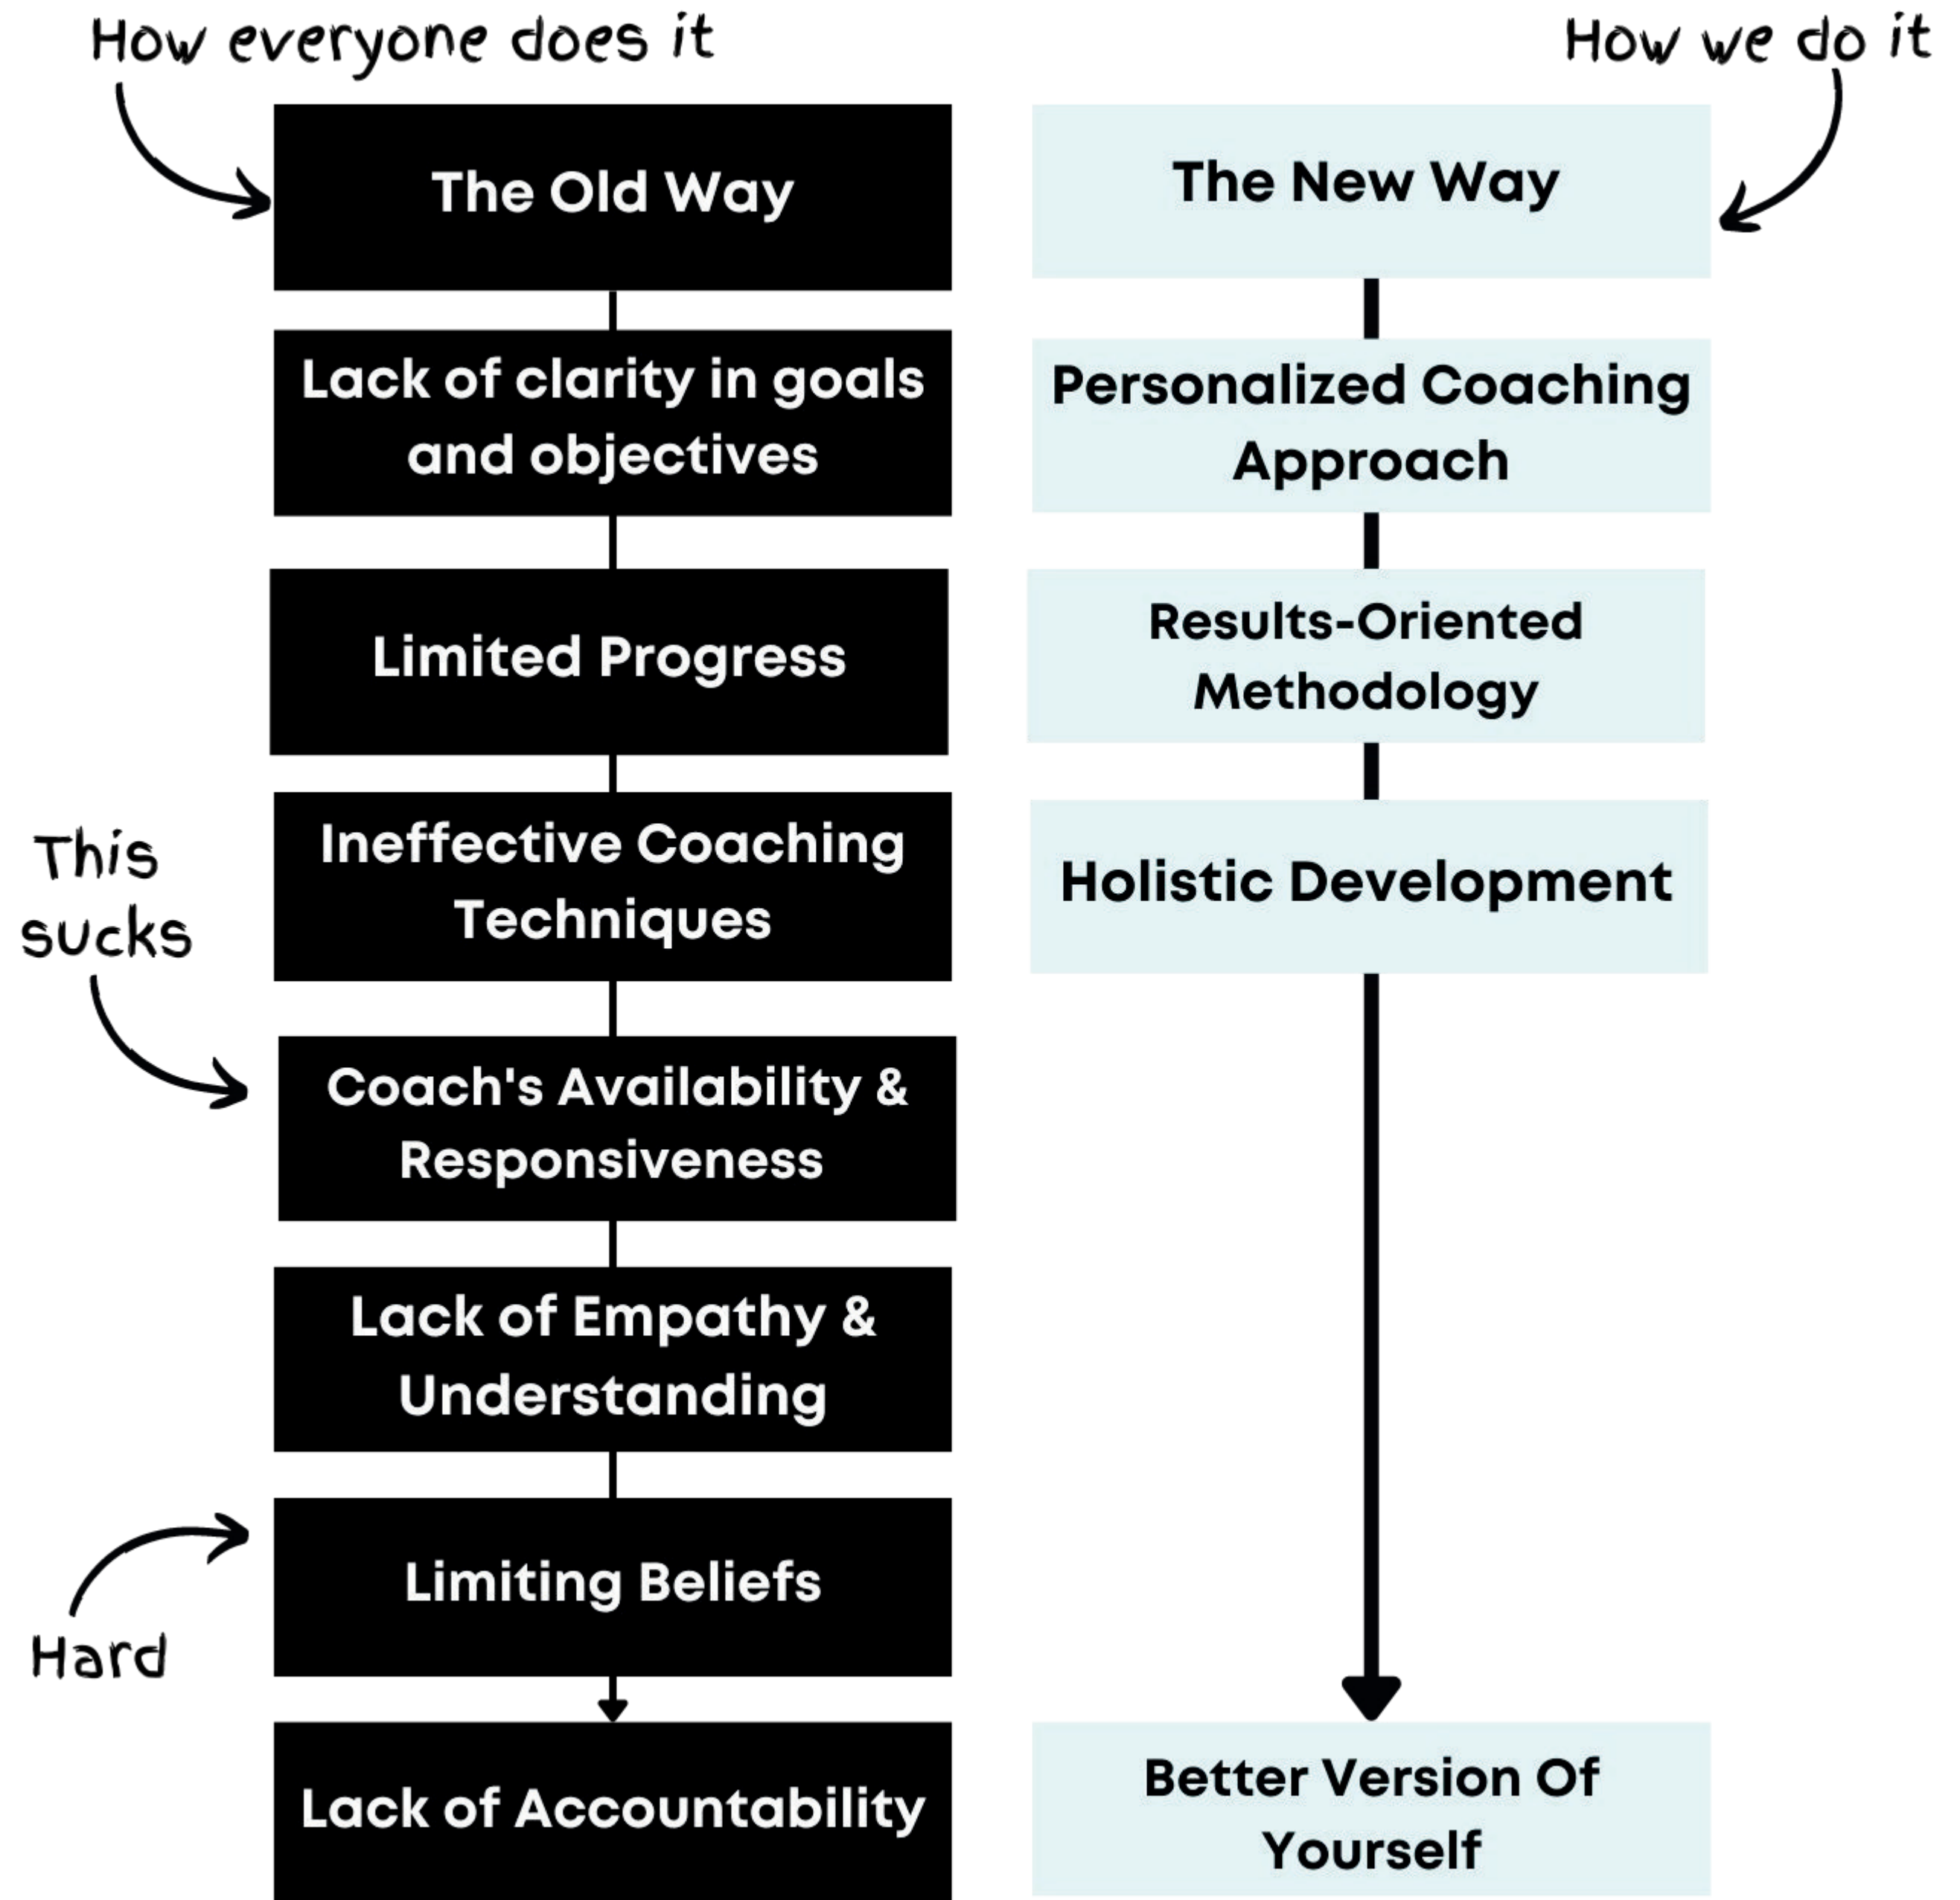 How everyone does it
How we do it
The Old Way
Lack of clarity in goals
and objectives
Limited Progress
Ineffective Coaching
Techniques
This
sucks
Coach's Availability &
Responsiveness
Lack of Empathy &
Understanding
Limiting Beliefs
Hard
Lack of Accountability
The New Way
Personalized Coaching
Approach
Results-Oriented
Methodology
Holistic Development
Better Version Of
Yourself